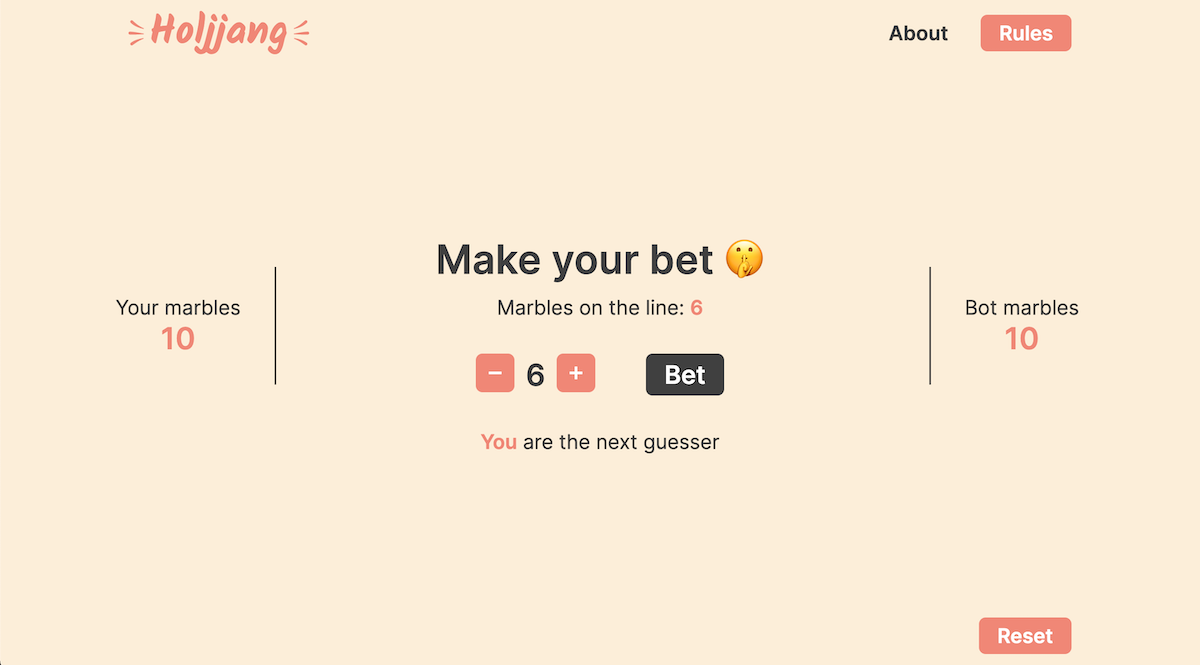 Holjjang
About
Rules
Make your bet 🤫
Your marbles
10
Marbles on the line: 6
Bot marbles
10
− 6 +
Bet
You are the next guesser
Reset